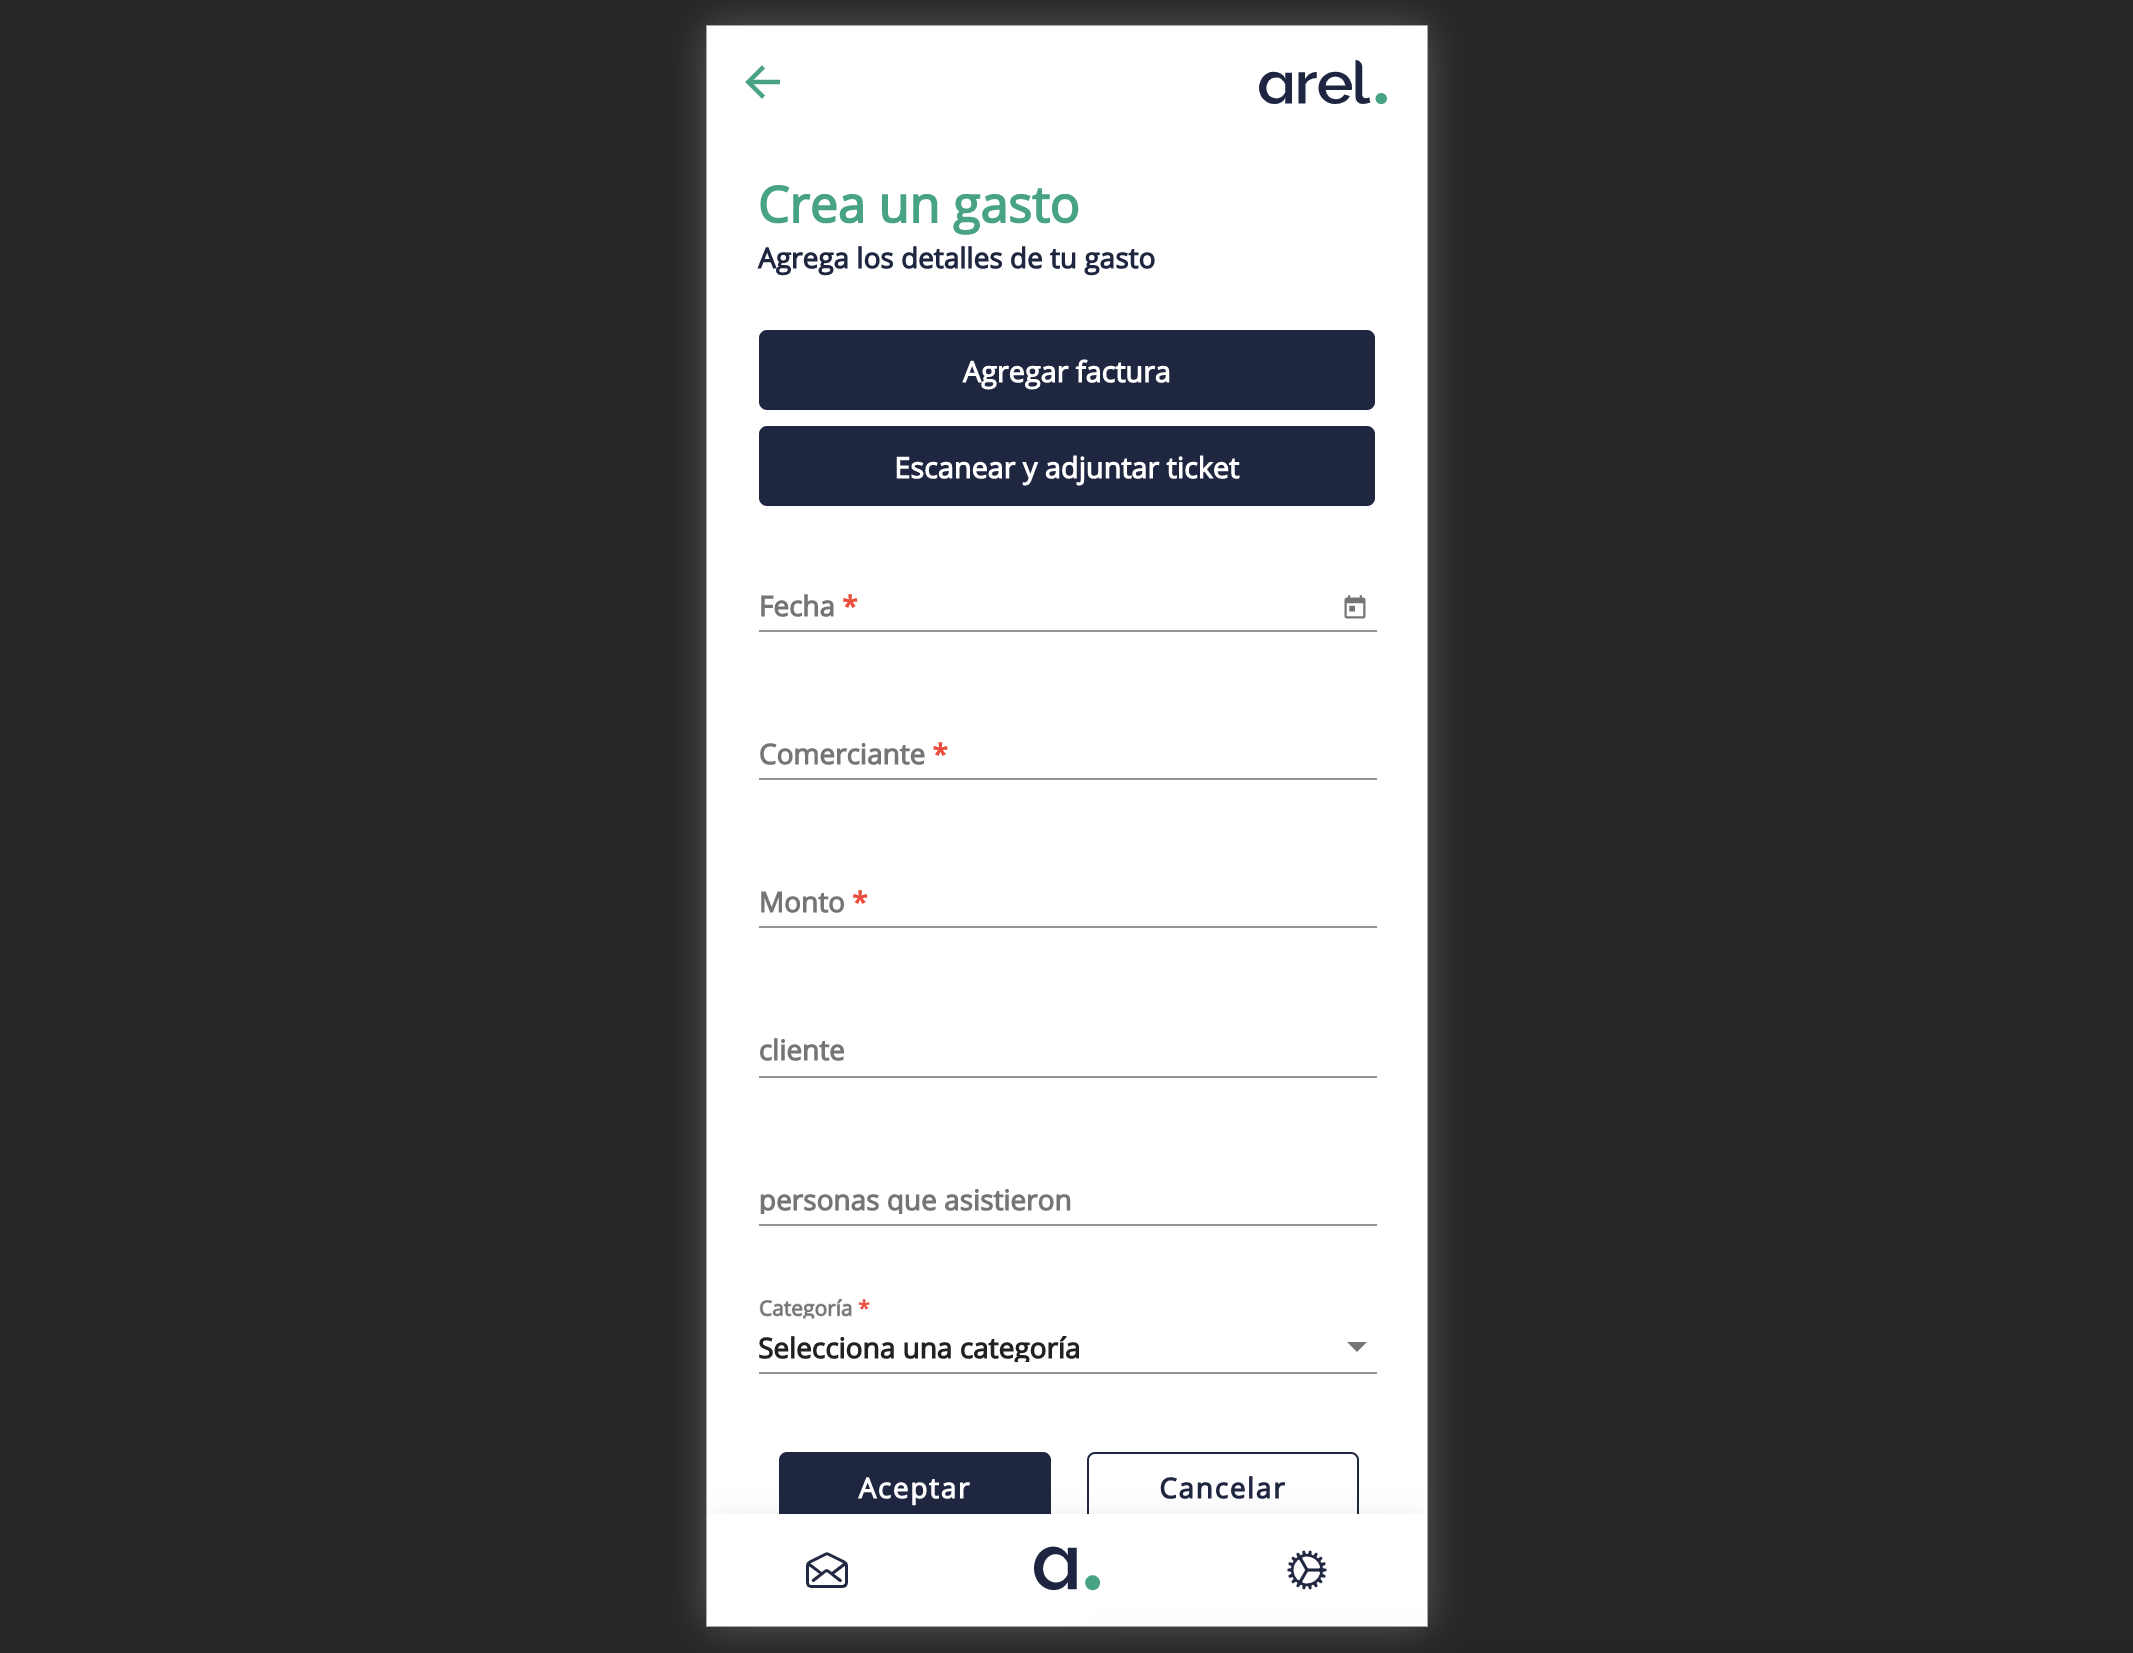 arel.
Crea un gasto
Agrega los detalles de tu gasto
Agregar factura
Escanear y adjuntar ticket
Fecha *
Comerciante *
Monto *
cliente
personas que asistieron
Categoría *
Selecciona una categoría
Aceptar
Cancelar
a.